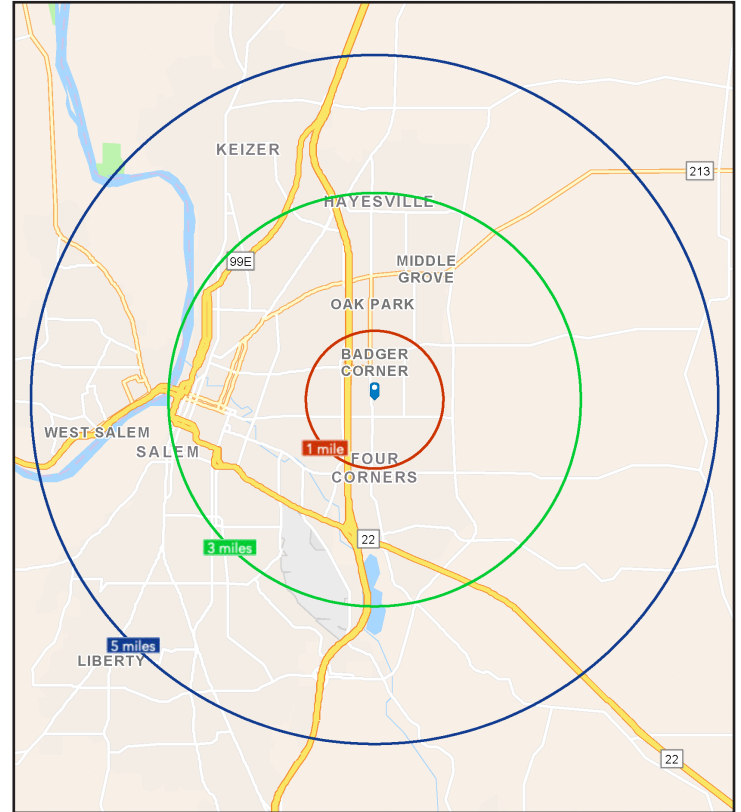 KEIZER
213
HAYESVILLE
99E
MIDDLE
GROVE
OAK PARK
BADGER
CORNER
WEST SALEM
SALEM
1 mile
FOUR
CORNERS
22
3 miles
5 miles
LIBERTY
22